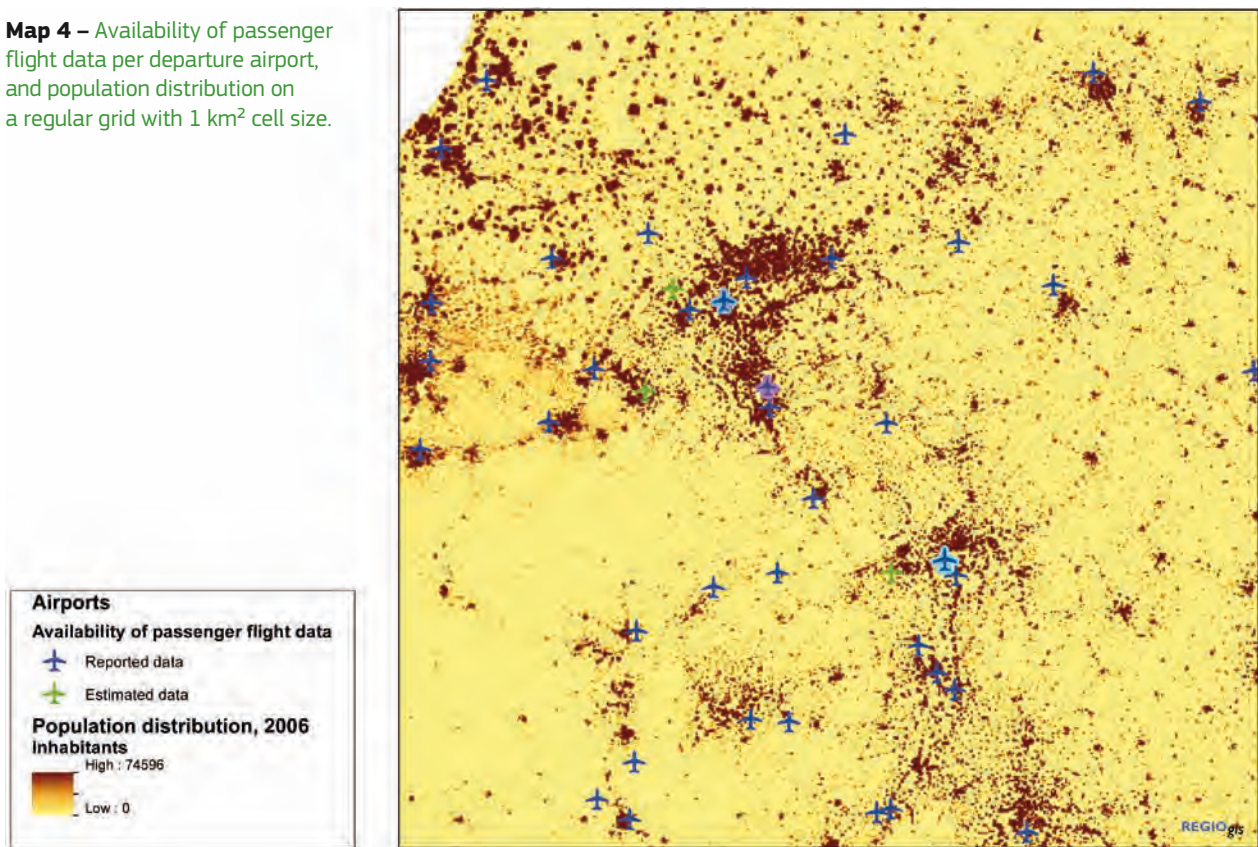 Map 4 – Availability of passenger
flight data per departure airport,
and population distribution on
a regular grid with 1 km² cell size.
Airports
Availability of passenger flight data
Reported data
Estimated data
Population distribution, 2006
inhabitants
High : 74596
Low : 0
REGIOgis